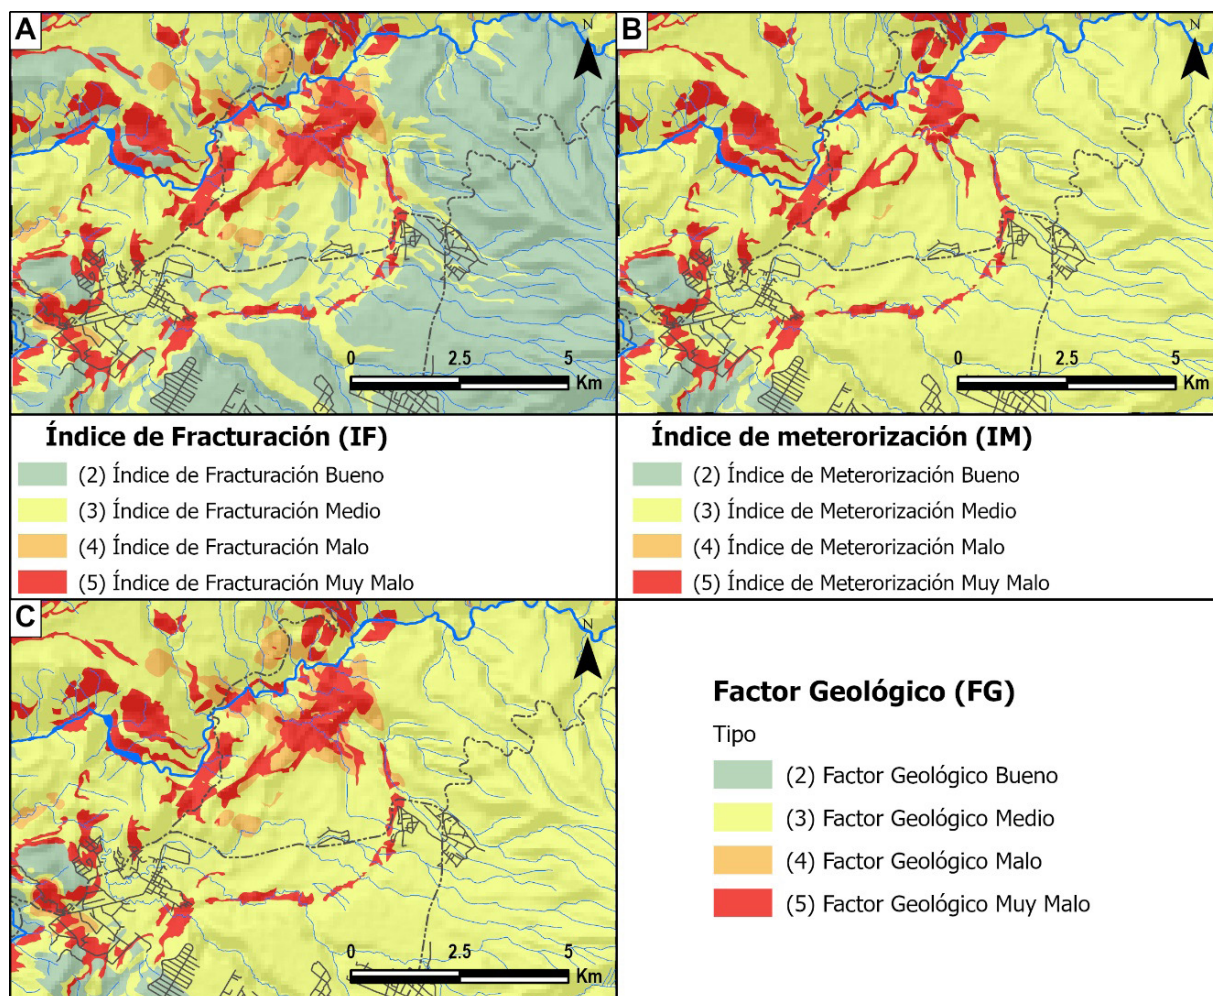 A
N
0
2.5
5
Km
B
N
0
2.5
5
Km
Índice de Fracturación (IF)
(2) Índice de Fracturación Bueno
(3) Índice de Fracturación Medio
(4) Índice de Fracturación Malo
(5) Índice de Fracturación Muy Malo
Índice de meterorización (IM)
(2) Índice de Meterorización Bueno
(3) Índice de Meterorización Medio
(4) Índice de Meterorización Malo
(5) Índice de Meterorización Muy Malo
C
N
0
2.5
5
Km
Factor Geológico (FG)
Tipo
(2) Factor Geológico Bueno
(3) Factor Geológico Medio
(4) Factor Geológico Malo
(5) Factor Geológico Muy Malo